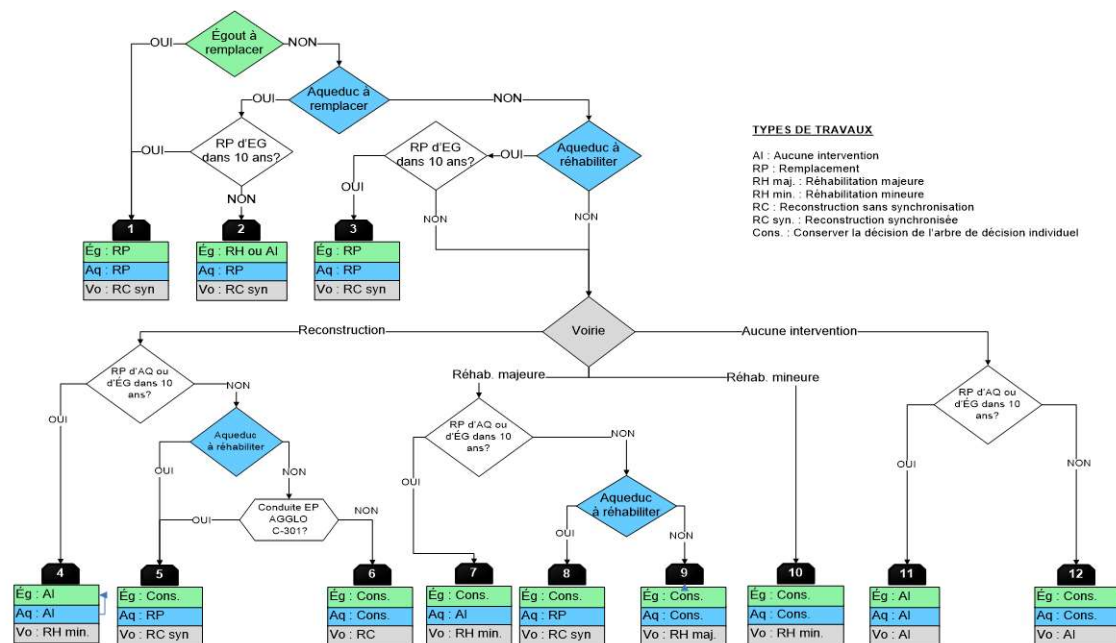 Égout à
remplacer
OUI
NON
Aqueduc à
remplacer
OUI
NON
RP d'EG
dans 10 ans?
OUI
NON
RP d'EG
dans 10 ans?
OUI
NON
Aqueduc à
réhabiliter
OUI
NON
TYPES DE TRAVAUX
AI : Aucune intervention
RP : Remplacement
RH maj. : Réhabilitation majeure
RH min. : Réhabilitation mineure
RC : Reconstruction sans synchronisation
RC syn. : Reconstruction synchronisée
Cons. : Conserver la décision de l'arbre de décision individuel
1
Ég : RP
Aq : RP
Vo : RC syn
2
Ég : RH ou AI
Aq : RP
Vo : RC syn
3
Ég : RP
Aq : RP
Vo : RC syn
Voirie
Reconstruction
Réhab. majeure
Réhab. mineure
Aucune intervention
RP d'AQ ou
d'ÉG dans 10
ans?
OUI
NON
Aqueduc
à réhabiliter
OUI
NON
Conduite EP
AGGLO
C-301?
OUI
NON
RP d'AQ ou
d'ÉG dans 10
ans?
OUI
NON
Aqueduc
à réhabiliter
OUI
NON
RP d'AQ ou
d'ÉG dans 10
ans?
OUI
NON
4
Ég : AI
Aq : AI
Vo : RH min.
5
Ég : Cons.
Aq : RP
Vo : RC syn
6
Ég : Cons.
Aq : Cons.
Vo : RC
7
Ég : Cons.
Aq : AI
Vo : RH min.
8
Ég : Cons.
Aq : RP
Vo : RC syn
9
Ég : Cons.
Aq : Cons.
Vo : RH maj.
10
Ég : Cons.
Aq : Cons.
Vo : RH min.
11
Ég : AI
Aq : AI
Vo : AI
12
Ég : Cons.
Aq : Cons.
Vo : AI